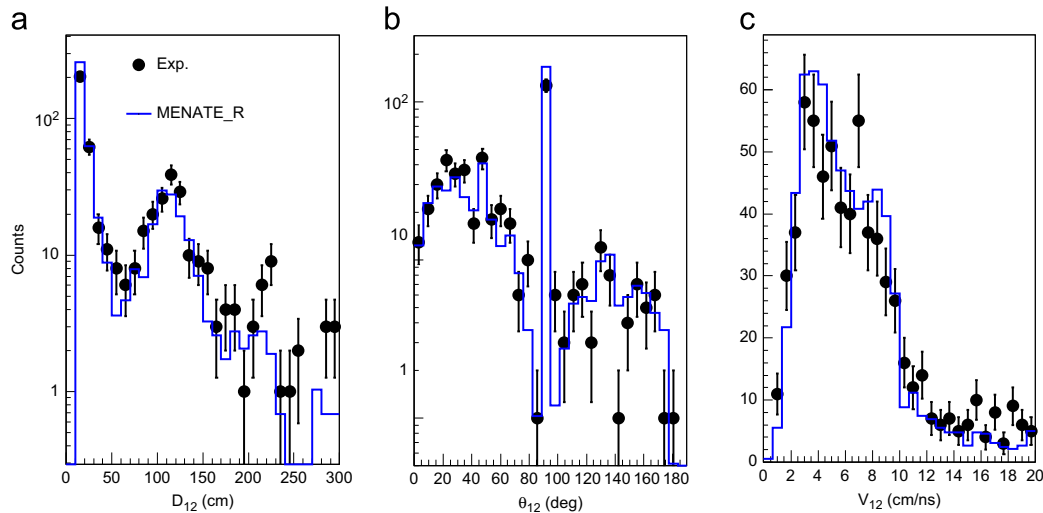 a
b
c
Exp.
MENATE_R
Counts
10²
10
1
0 50 100 150 200 250 300
D₁₂ (cm)
10²
10
1
0 20 40 60 80 100 120 140 160 180
θ₁₂ (deg)
60
50
40
30
20
10
0
0 2 4 6 8 10 12 14 16 18 20
V₁₂ (cm/ns)